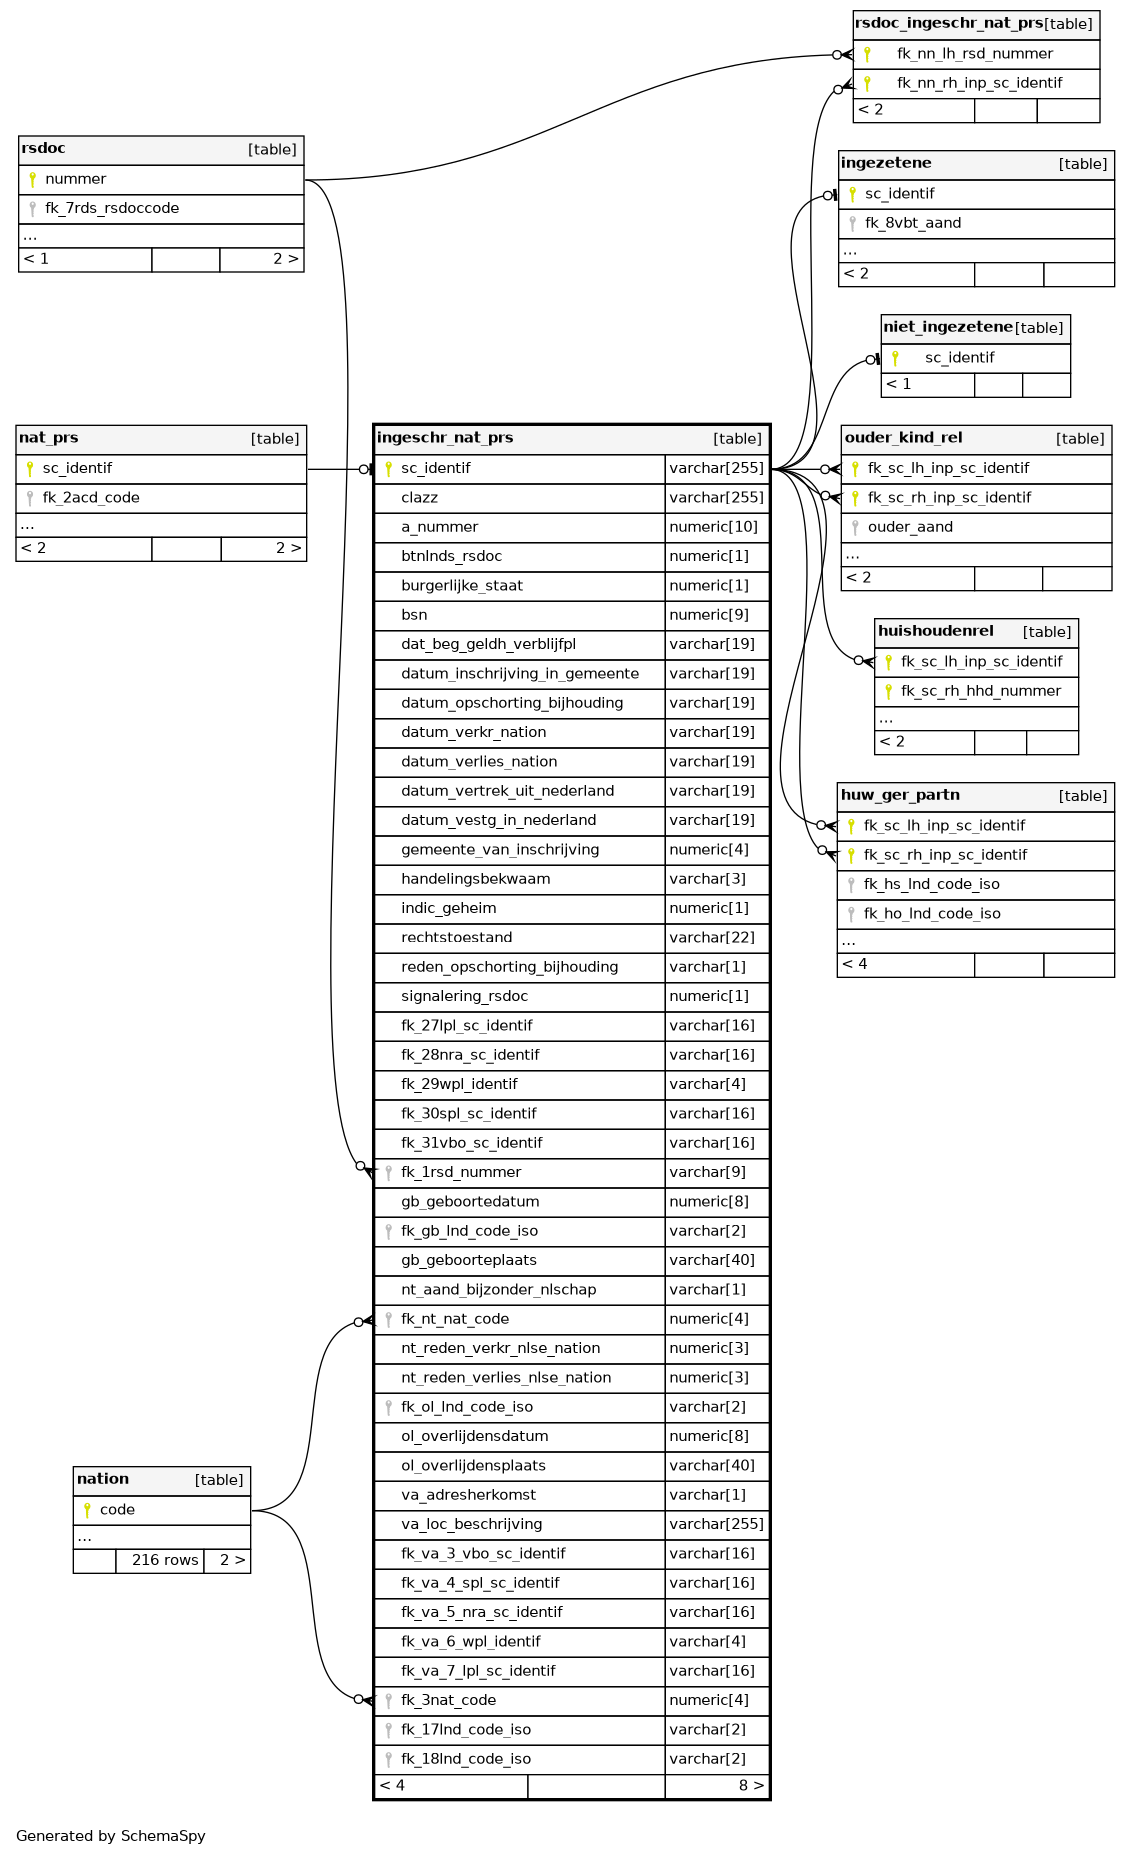 rsdoc_ingeschr_nat_prs [table]
fk_nn_lh_rsd_nummer
fk_nn_rh_inp_sc_identif
< 2
rsdoc [table]
nummer
fk_7rds_rsdoccode
...
< 1 2 >
ingezetene [table]
sc_identif
fk_8vbt_aand
...
< 2
niet_ingezetene [table]
sc_identif
< 1
nat_prs [table]
sc_identif
fk_2acd_code
...
< 2 2 >
ingeschr_nat_prs [table]
sc_identif varchar[255]
clazz varchar[255]
a_nummer numeric[10]
btnlnds_rsdoc numeric[1]
burgerlijke_staat numeric[1]
bsn numeric[9]
dat_beg_geldh_verblijfpl varchar[19]
datum_inschrijving_in_gemeente varchar[19]
datum_opschorting_bijhouding varchar[19]
datum_verkr_nation varchar[19]
datum_verlies_nation varchar[19]
datum_vertrek_uit_nederland varchar[19]
datum_vestg_in_nederland varchar[19]
gemeente_van_inschrijving numeric[4]
handelingsbekwaam varchar[3]
indic_geheim numeric[1]
rechtstoestand varchar[22]
reden_opschorting_bijhouding varchar[1]
signalering_rsdoc numeric[1]
fk_27lpl_sc_identif varchar[16]
fk_28nra_sc_identif varchar[16]
fk_29wpl_identif varchar[4]
fk_30spl_sc_identif varchar[16]
fk_31vbo_sc_identif varchar[16]
fk_1rsd_nummer varchar[9]
gb_geboortedatum numeric[8]
fk_gb_lnd_code_iso varchar[2]
gb_geboorteplaats varchar[40]
nt_aand_bijzonder_nlschap varchar[1]
fk_nt_nat_code numeric[4]
nt_reden_verkr_nlse_nation numeric[3]
nt_reden_verlies_nlse_nation numeric[3]
fk_ol_lnd_code_iso varchar[2]
ol_overlijdensdatum numeric[8]
ol_overlijdensplaats varchar[40]
va_adresherkomst varchar[1]
va_loc_beschrijving varchar[255]
fk_va_3_vbo_sc_identif varchar[16]
fk_va_4_spl_sc_identif varchar[16]
fk_va_5_nra_sc_identif varchar[16]
fk_va_6_wpl_identif varchar[4]
fk_va_7_lpl_sc_identif varchar[16]
fk_3nat_code numeric[4]
fk_17lnd_code_iso varchar[2]
fk_18lnd_code_iso varchar[2]
< 4 8 >
ouder_kind_rel [table]
fk_sc_lh_inp_sc_identif
fk_sc_rh_inp_sc_identif
ouder_aand
...
< 2
huishoudenrel [table]
fk_sc_lh_inp_sc_identif
fk_sc_rh_hhd_nummer
...
< 2
huw_ger_partn [table]
fk_sc_lh_inp_sc_identif
fk_sc_rh_inp_sc_identif
fk_hs_lnd_code_iso
fk_ho_lnd_code_iso
...
< 4
nation [table]
code
...
216 rows 2 >
Generated by SchemaSpy